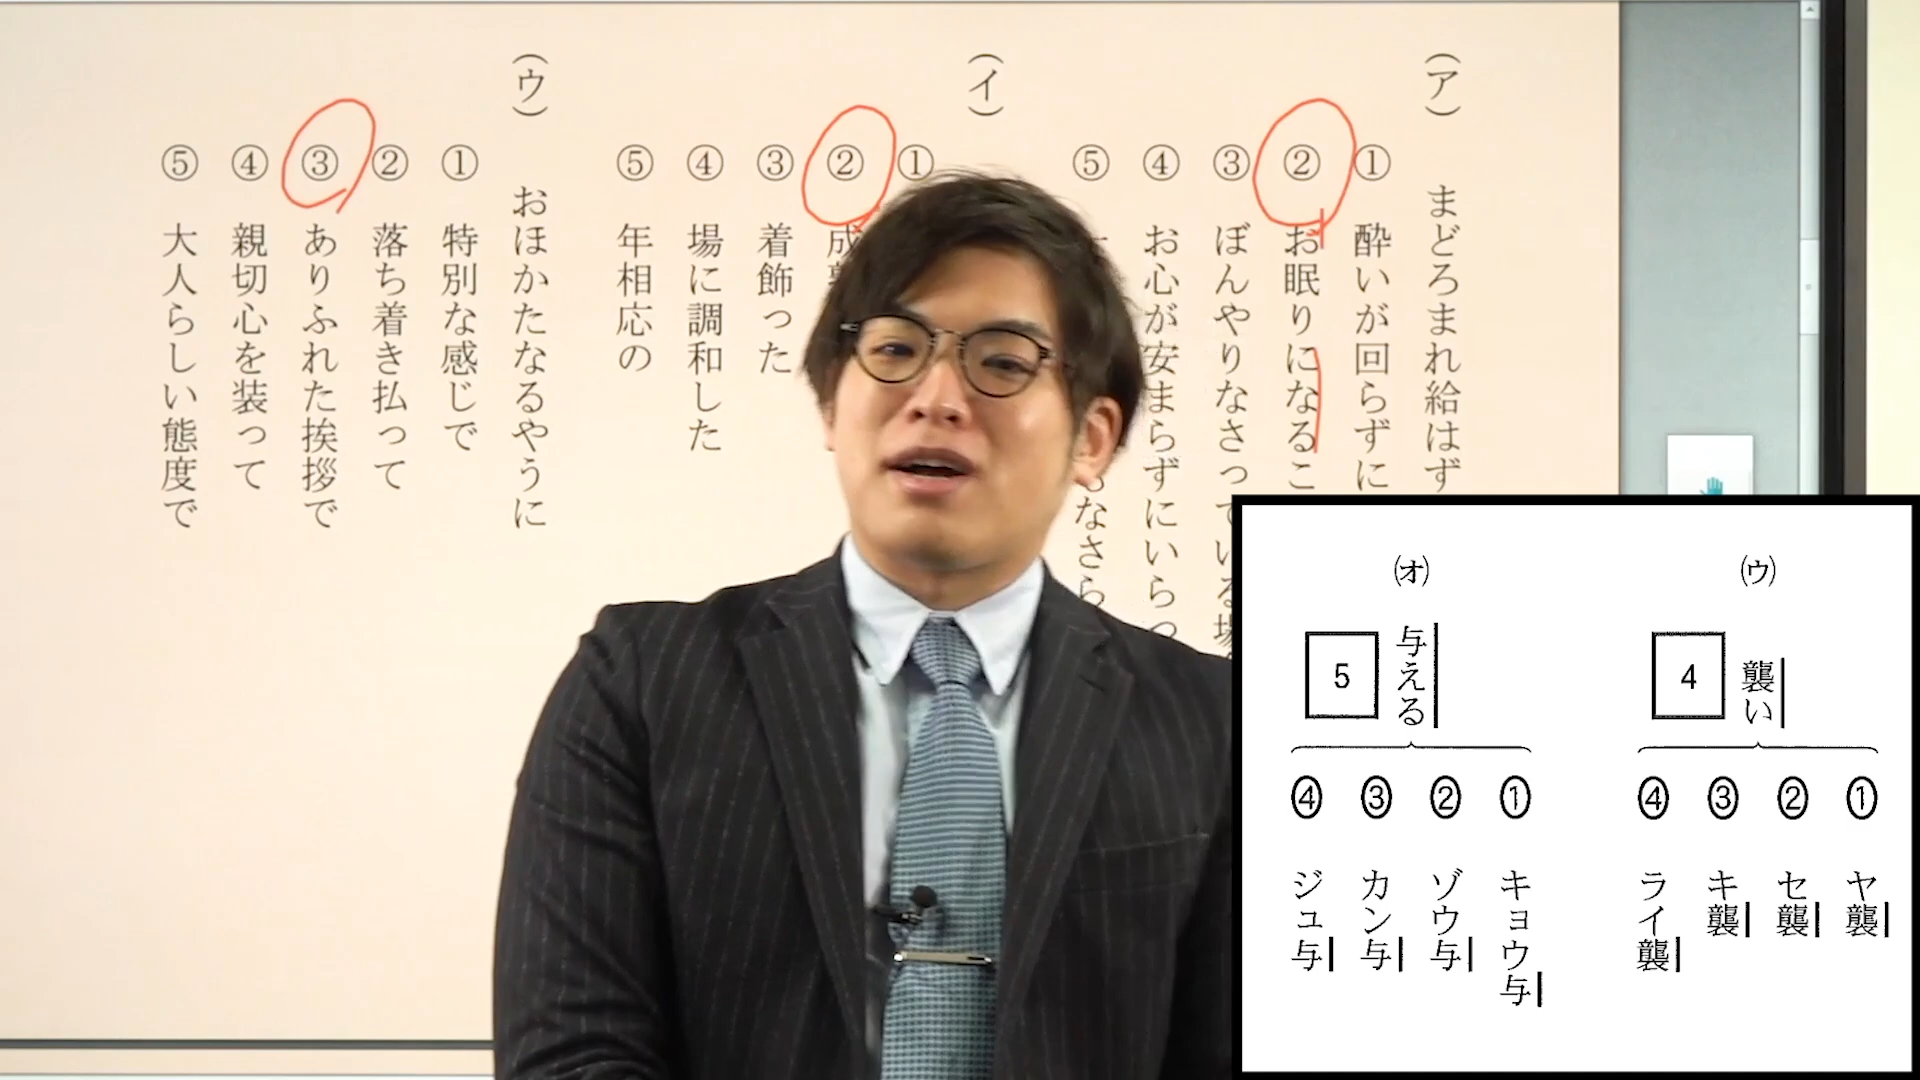 (ア)
まどろまれ給はず
① 酔いが回らずに
② お眠りになるこ
③ ぼんやりなさっている場
④ お心が安まらずにいらっ
⑤ なさら
(イ)
①
② 成
③ 着飾った
④ 場に調和した
⑤ 年相応の
(ウ)
おほかたなるやうに
① 特別な感じで
② 落ち着き払って
③ ありふれた挨拶で
④ 親切心を装って
⑤ 大人らしい態度で
(ウ)
襲い
4
① ヤ襲
② セ襲
③ キ襲
④ ライ襲
(オ)
与える
5
① キョウ与
② ゾウ与
③ カン与
④ ジュ与